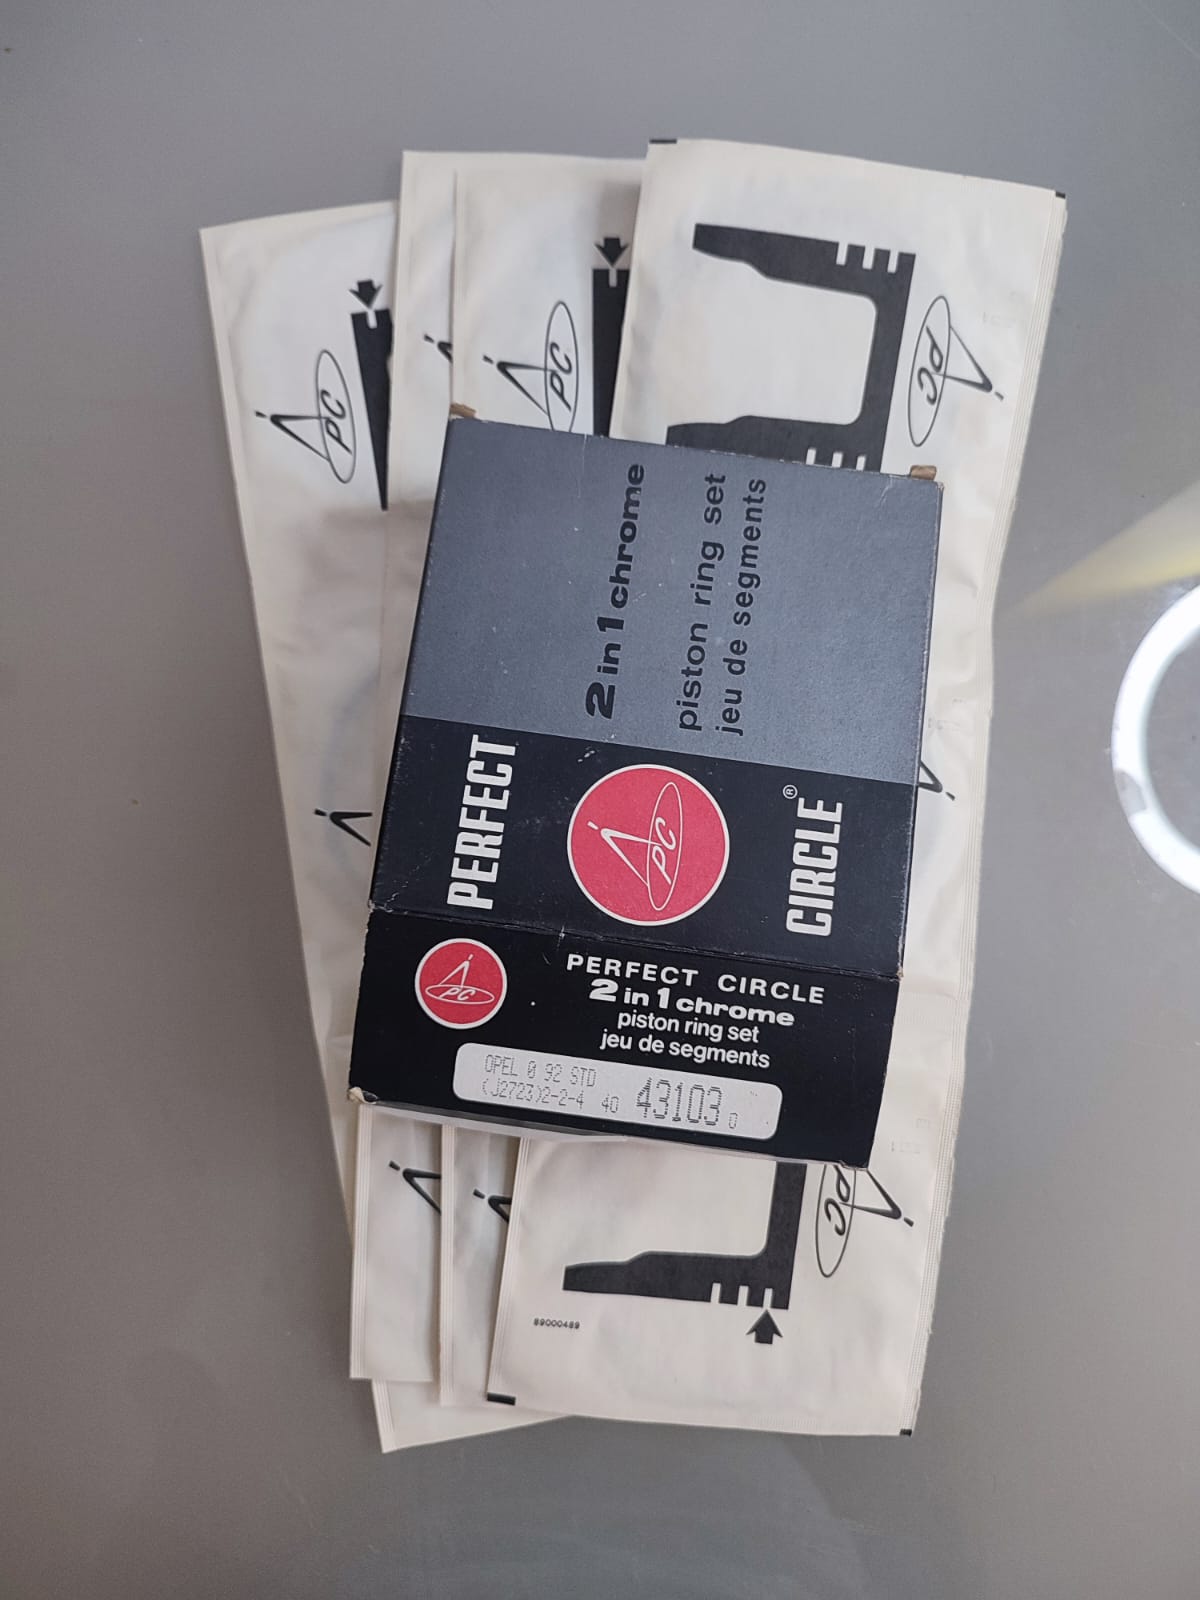 PC
PC
PC
2 in 1 chrome
piston ring set
jeu de segments
PERFECT
PC
CIRCLE®
PC
PERFECT CIRCLE
2 in 1 chrome
piston ring set
jeu de segments
OPEL 0 92 STD
(J2723)2-2-4 40 43103 0
PC
89000489